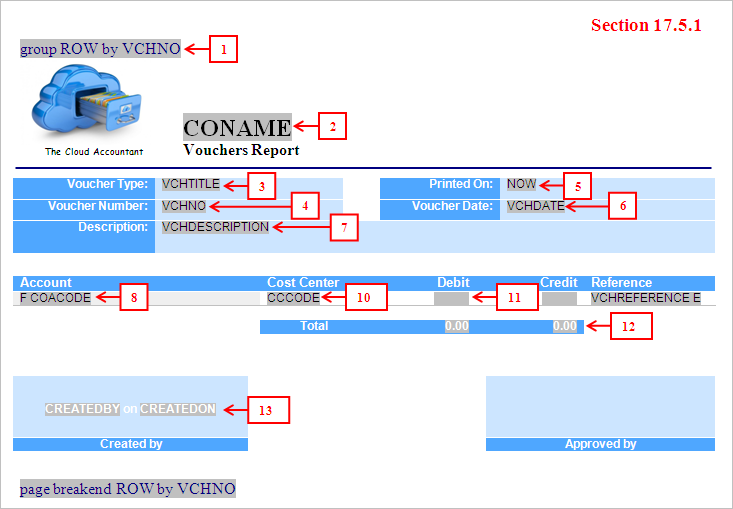 Section 17.5.1
group ROW by VCHNO 1
The Cloud Accountant
CONAME 2
Vouchers Report
Voucher Type: VCHTITLE 3 Printed On: NOW 5
Voucher Number: VCHNO 4 Voucher Date: VCHDATE 6
Description: VCHDESCRIPTION 7
Account Cost Center Debit Credit Reference
F COACODE 8 CCCODE 10 11 VCHREFERENCE E
Total 0.00 0.00 12
CREATEDBY on CREATEDON 13
Created by Approved by
page breakend ROW by VCHNO